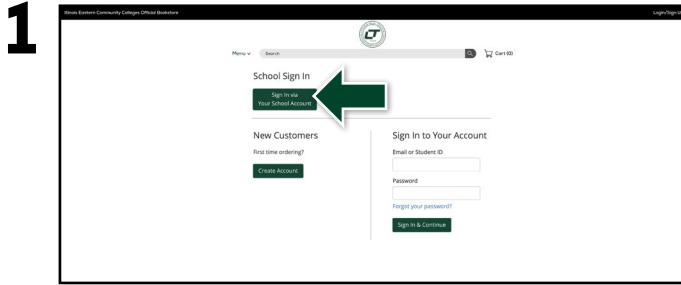 1
Illinois Eastern Community Colleges Official Bookstore
Login/Sign U
Menu
Search
Cart (0)
School Sign In
Sign In via
Your School Account
New Customers
Sign In to Your Account
First time ordering?
Email or Student ID
Create Account
Password
Forgot your password?
Sign In & Continue